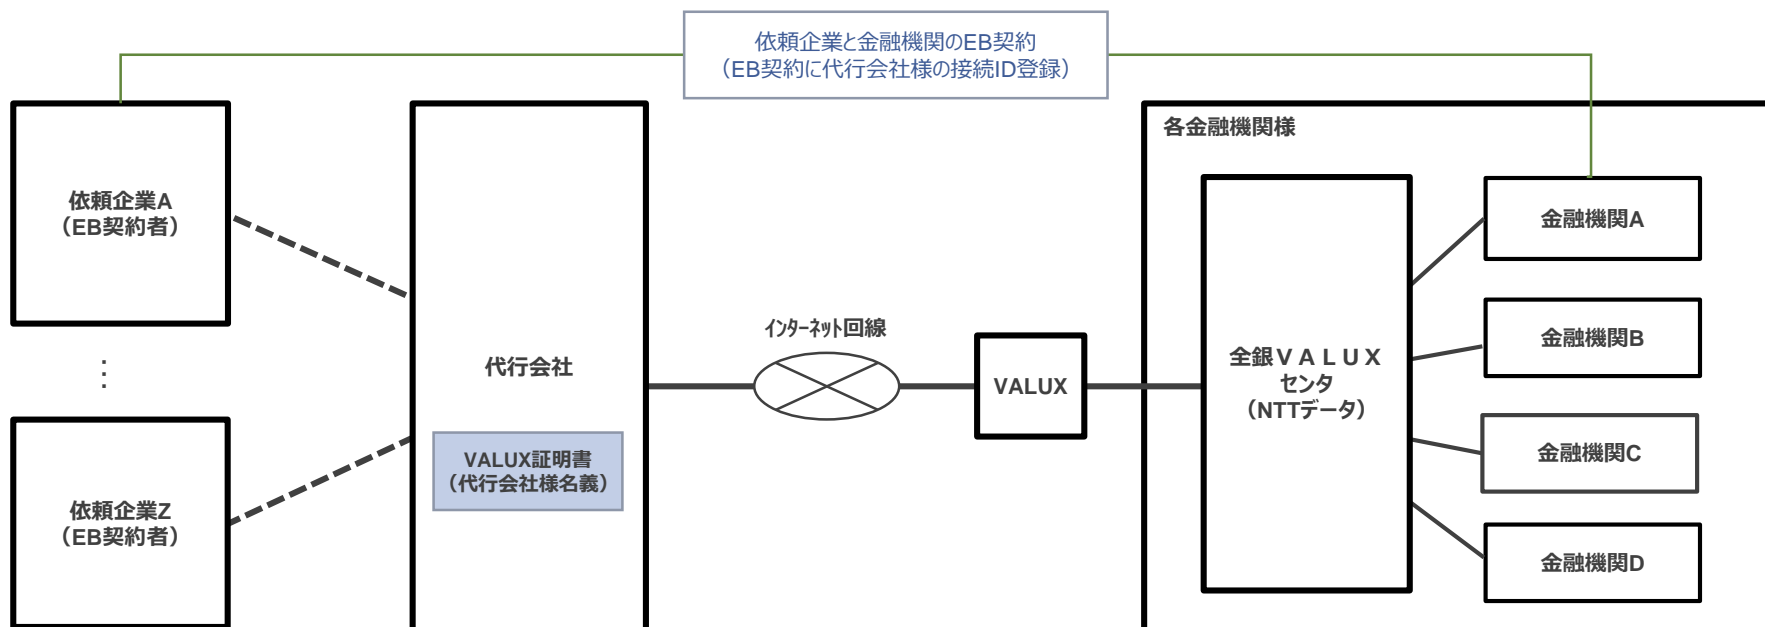 依頼企業と金融機関のEB契約
（EB契約に代行会社様の接続ID登録）
各金融機関様
依頼企業A
（EB契約者）
⋮
依頼企業Z
（EB契約者）
代行会社
VALUX証明書
（代行会社様名義）
インターネット回線
VALUX
全銀ＶＡＬＵＸ
センタ
（NTTデータ）
金融機関A
金融機関B
金融機関C
金融機関D